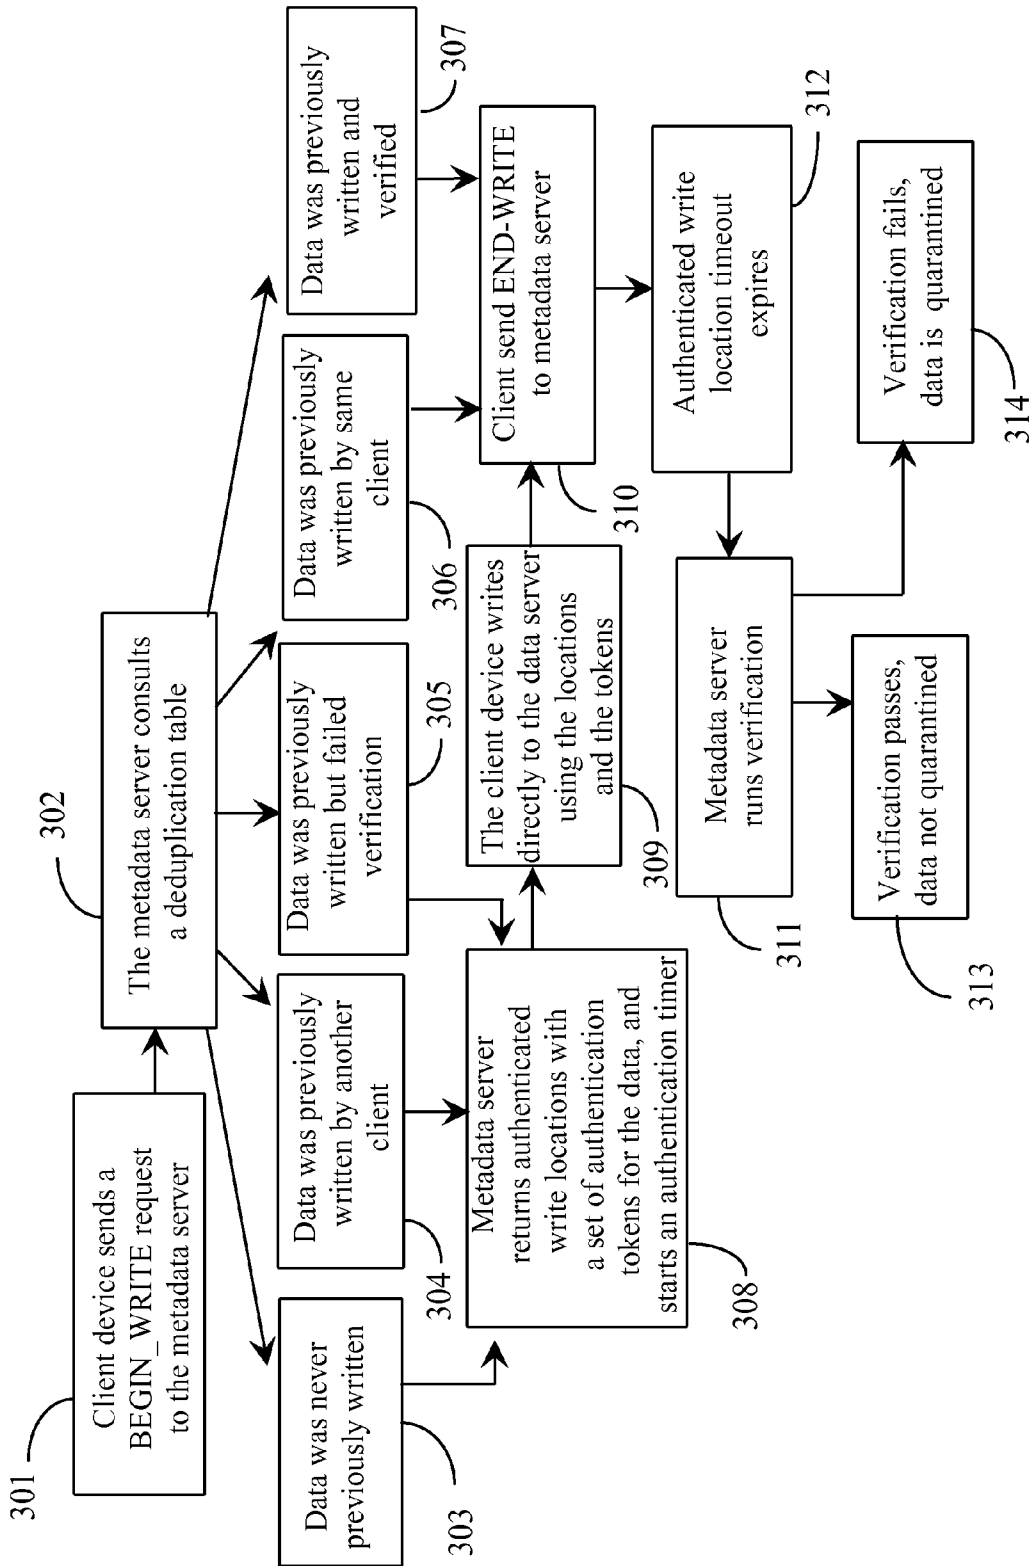 301
Client device sends a
BEGIN_WRITE request
to the metadata server
302
The metadata server consults
a deduplication table
Data was never
previously written
303
Data was previously
written by another
client
304
Data was previously
written but failed
verification
305
Data was previously
written by same
client
306
Data was previously
written and
verified
307
Metadata server
returns authenticated
write locations with
a set of authentication
tokens for the data, and
starts an authentication timer
308
The client device writes
directly to the data server
using the locations
and the tokens
309
Client send END-WRITE
to metadata server
310
Authenticated write
location timeout
expires
312
Metadata server
runs verification
311
Verification passes,
data not quarantined
313
Verification fails,
data is quarantined
314